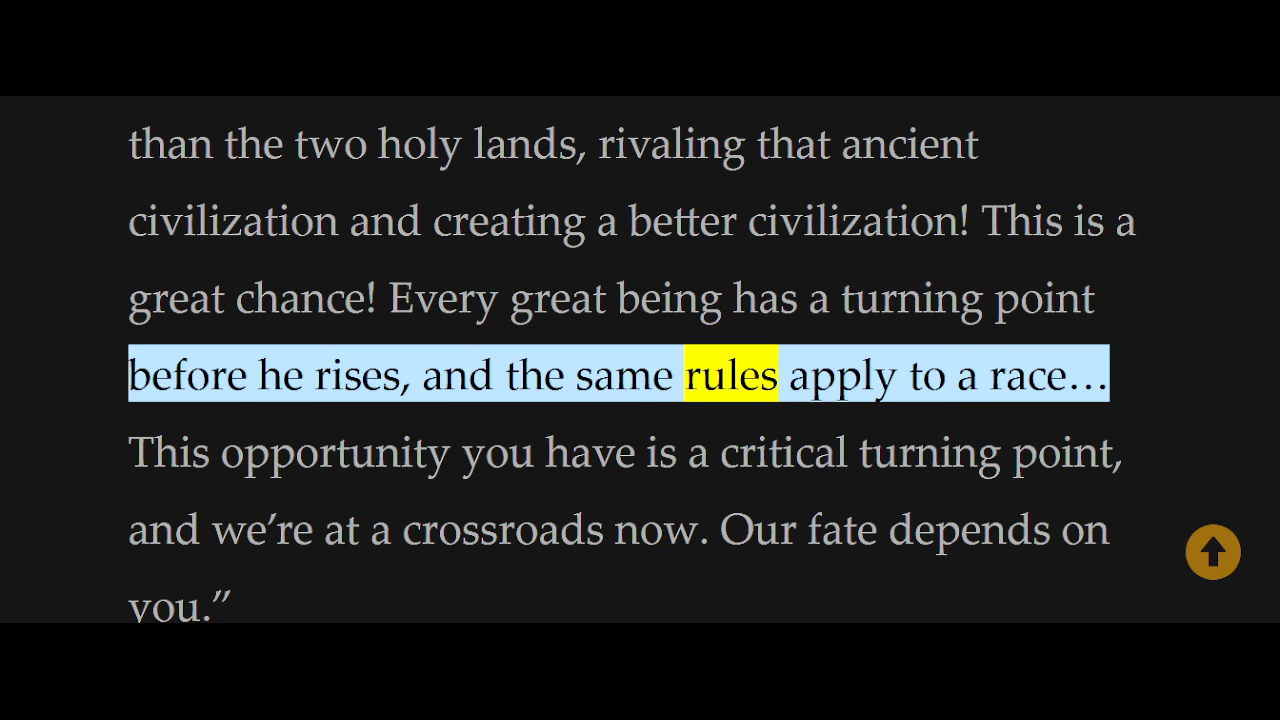 than the two holy lands, rivaling that ancient
civilization and creating a better civilization! This is a
great chance! Every great being has a turning point
before he rises, and the same rules apply to a race…
This opportunity you have is a critical turning point,
and we’re at a crossroads now. Our fate depends on
you.”